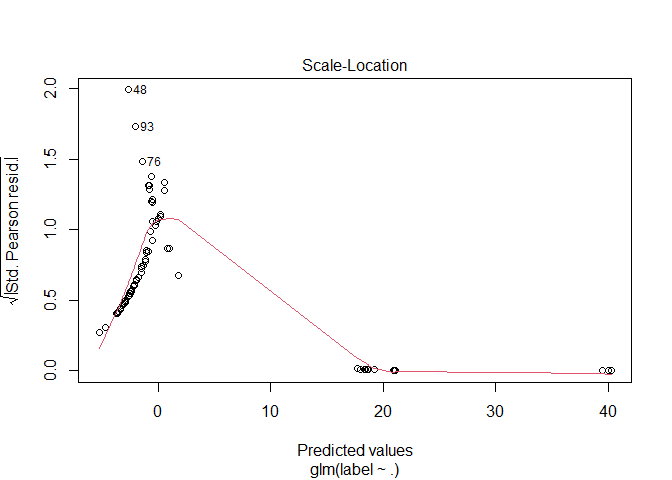 Scale-Location
√|Std. Pearson resid.|
2.0
1.5
1.0
0.5
0.0
48
93
76
0 10 20 30 40
Predicted values
glm(label ~ .)